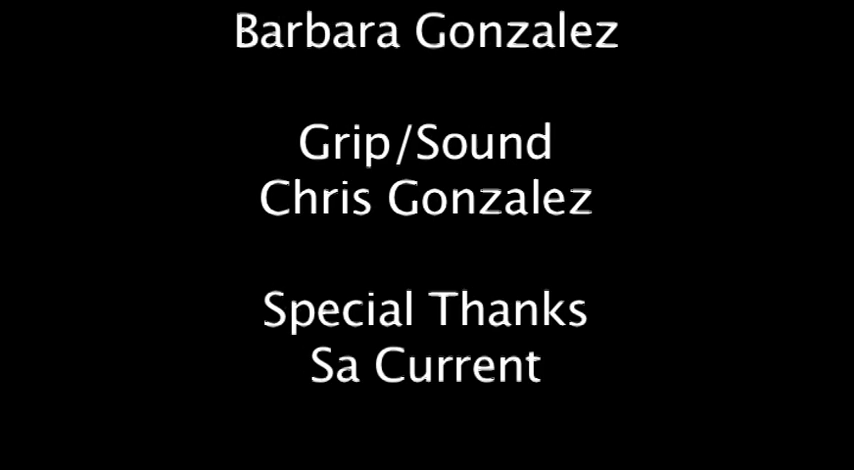 Barbara Gonzalez
Grip/Sound
Chris Gonzalez
Special Thanks
Sa Current